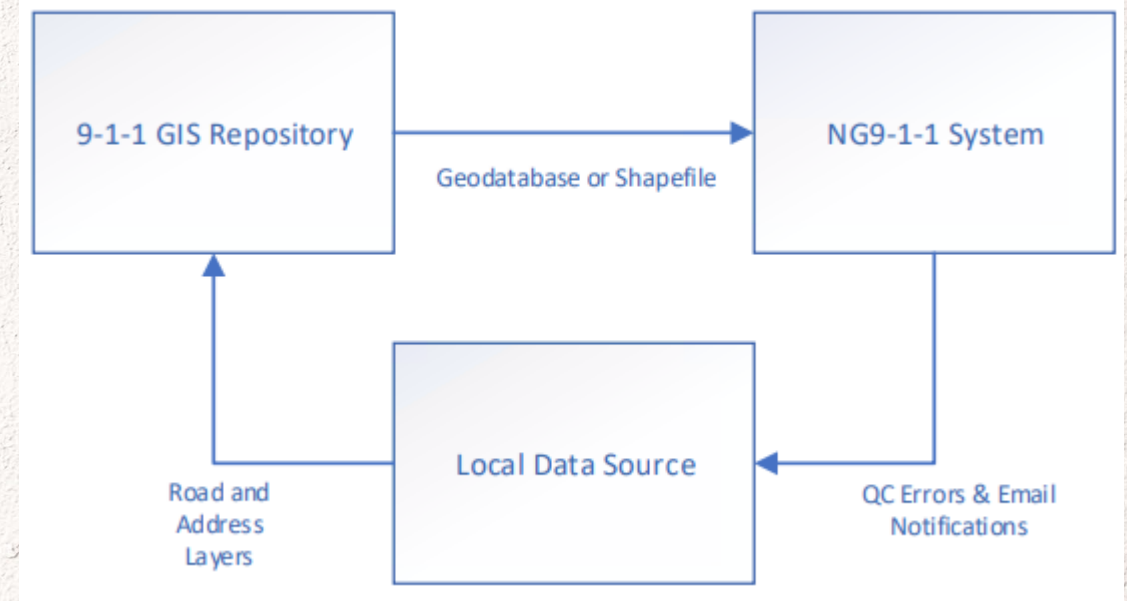 9-1-1 GIS Repository
NG9-1-1 System
Geodatabase or Shapefile
Local Data Source
Road and
Address
Layers
QC Errors & Email
Notifications